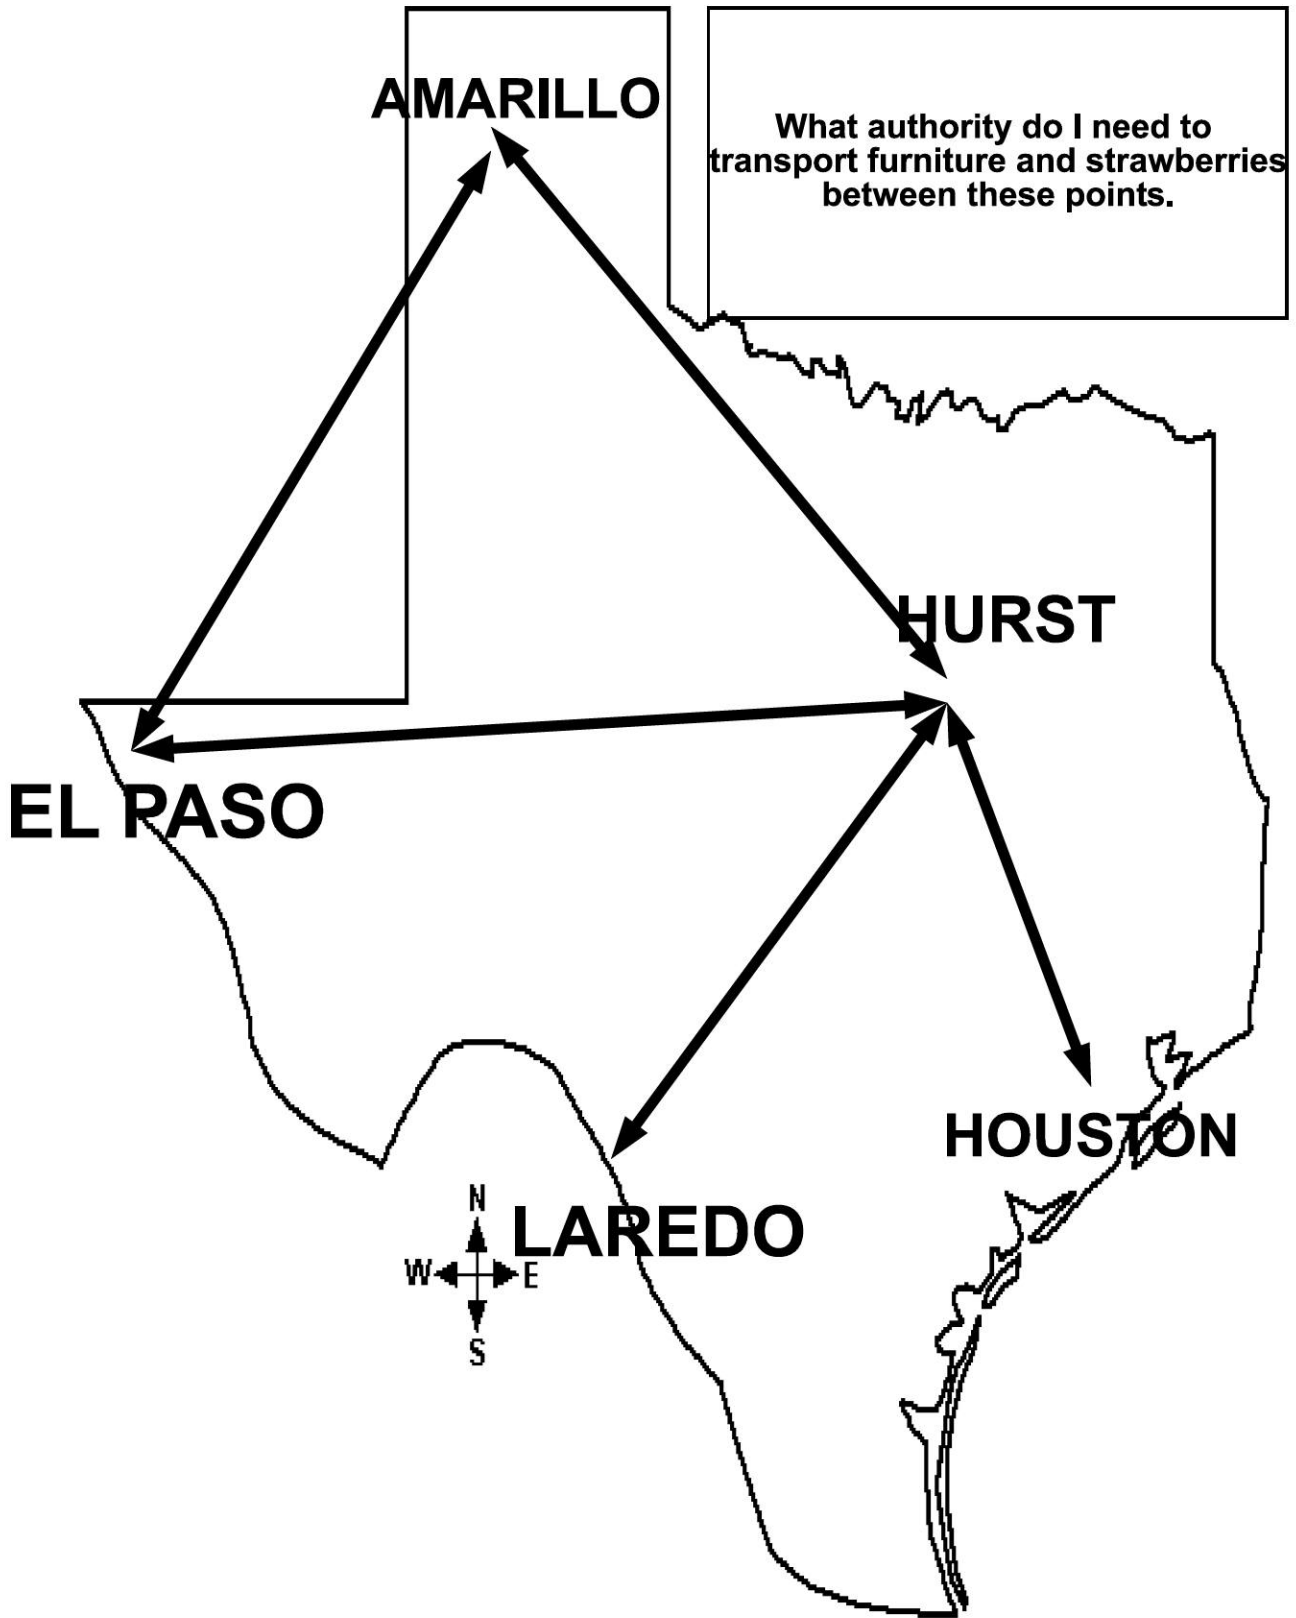 AMARILLO
What authority do I need to
transport furniture and strawberries
between these points.
HURST
EL PASO
HOUSTON
LAREDO
N
W E
S